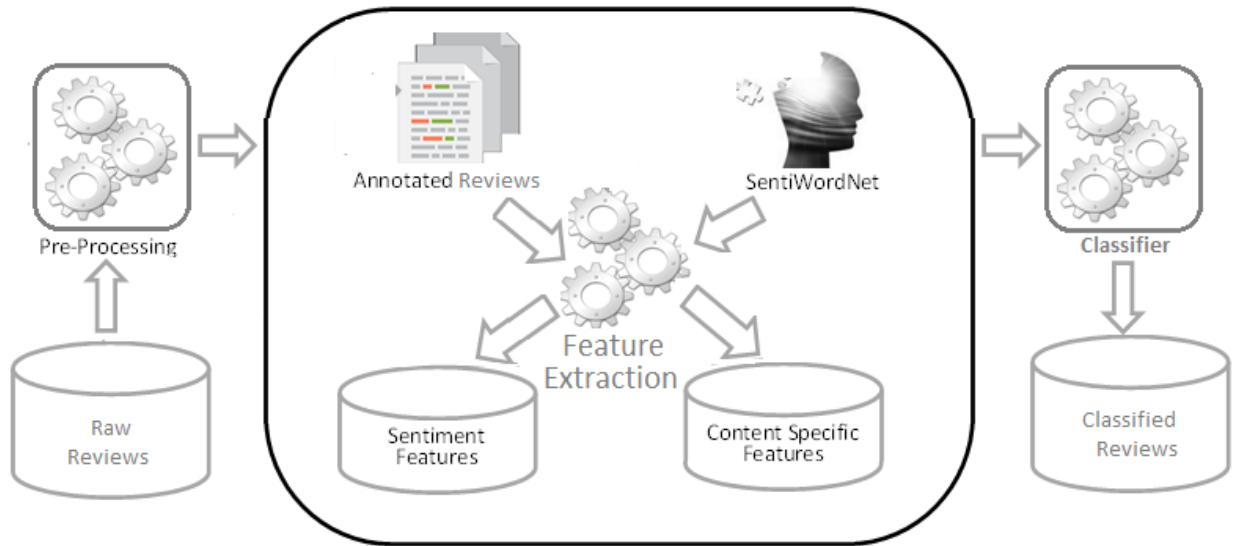 Annotated Reviews
SentiWordNet
Pre-Processing
Classifier
Feature
Extraction
Raw
Reviews
Sentiment
Features
Content Specific
Features
Classified
Reviews